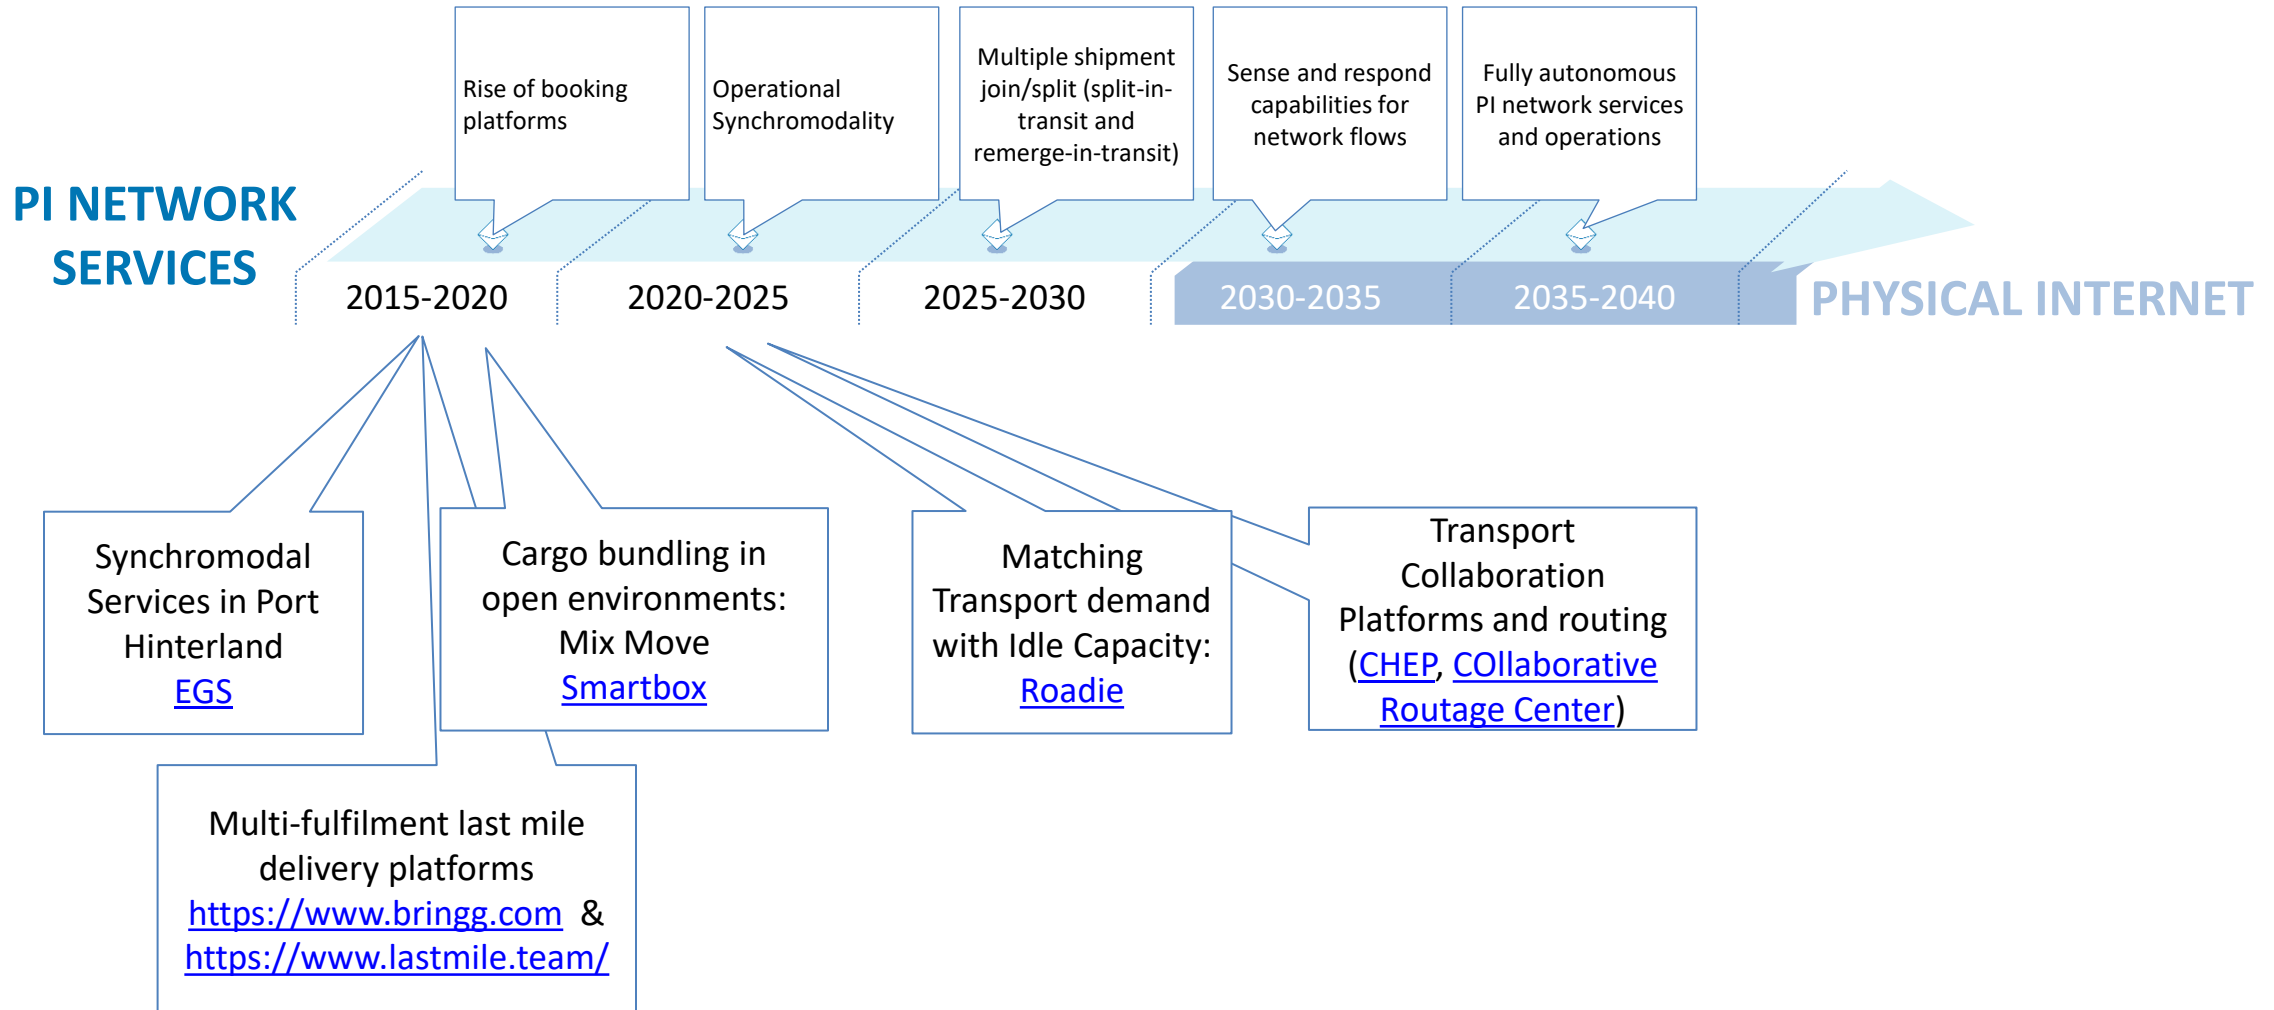 Rise of booking
platforms
Operational
Synchromodality
Multiple shipment
join/split (split-in-
transit and
remerge-in-transit)
Sense and respond
capabilities for
network flows
Fully autonomous
PI network services
and operations
PI NETWORK
SERVICES
2015-2020
2020-2025
2025-2030
2030-2035
2035-2040
PHYSICAL INTERNET
Synchromodal
Services in Port
Hinterland
EGS
Cargo bundling in
open environments:
Mix Move
Smartbox
Matching
Transport demand
with Idle Capacity:
Roadie
Transport
Collaboration
Platforms and routing
(CHEP, COllaborative
Routage Center)
Multi-fulfilment last mile
delivery platforms
https://www.bringg.com &
https://www.lastmile.team/